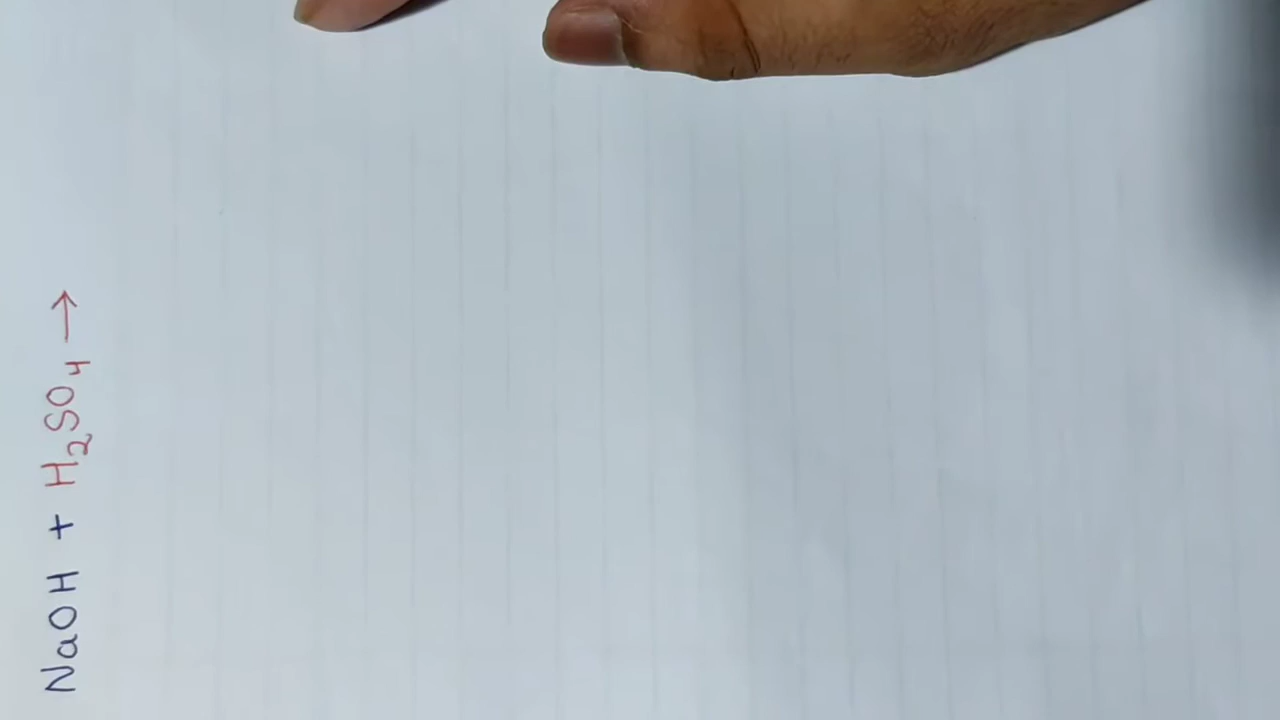 NaOH + H₂SO₄ →